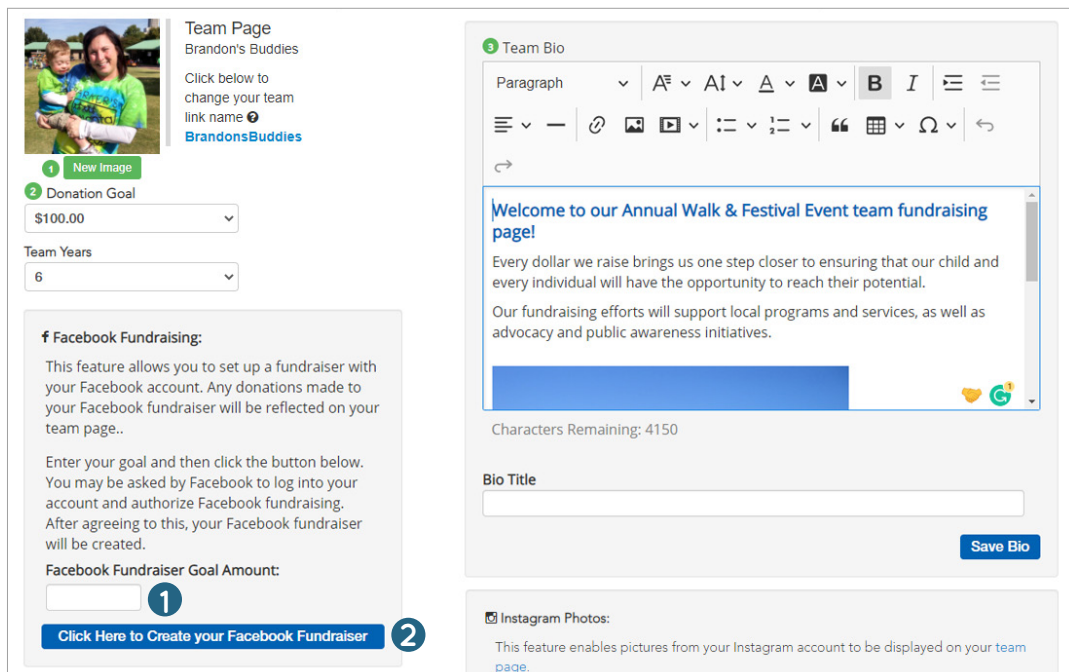 Team Page
Brandon's Buddies
Click below to
change your team
link name ?
BrandonsBuddies
1 New Image
2 Donation Goal
$100.00
Team Years
6
f Facebook Fundraising:
This feature allows you to set up a fundraiser with
your Facebook account. Any donations made to
your Facebook fundraiser will be reflected on your
team page..
Enter your goal and then click the button below.
You may be asked by Facebook to log into your
account and authorize Facebook fundraising.
After agreeing to this, your Facebook fundraiser
will be created.
Facebook Fundraiser Goal Amount:
1
Click Here to Create your Facebook Fundraiser 2
3 Team Bio
Paragraph
B I
Welcome to our Annual Walk & Festival Event team fundraising
page!
Every dollar we raise brings us one step closer to ensuring that our child and
every individual will have the opportunity to reach their potential.
Our fundraising efforts will support local programs and services, as well as
advocacy and public awareness initiatives.
1
Characters Remaining: 4150
Bio Title
Save Bio
Instagram Photos:
This feature enables pictures from your Instagram account to be displayed on your team
page.